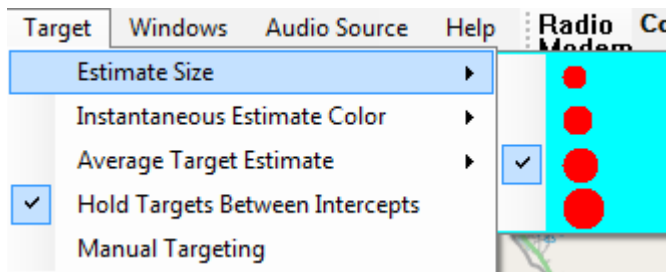 Target Windows Audio Source Help Radio Co
Modem
Estimate Size
Instantaneous Estimate Color
Average Target Estimate
Hold Targets Between Intercepts
Manual Targeting